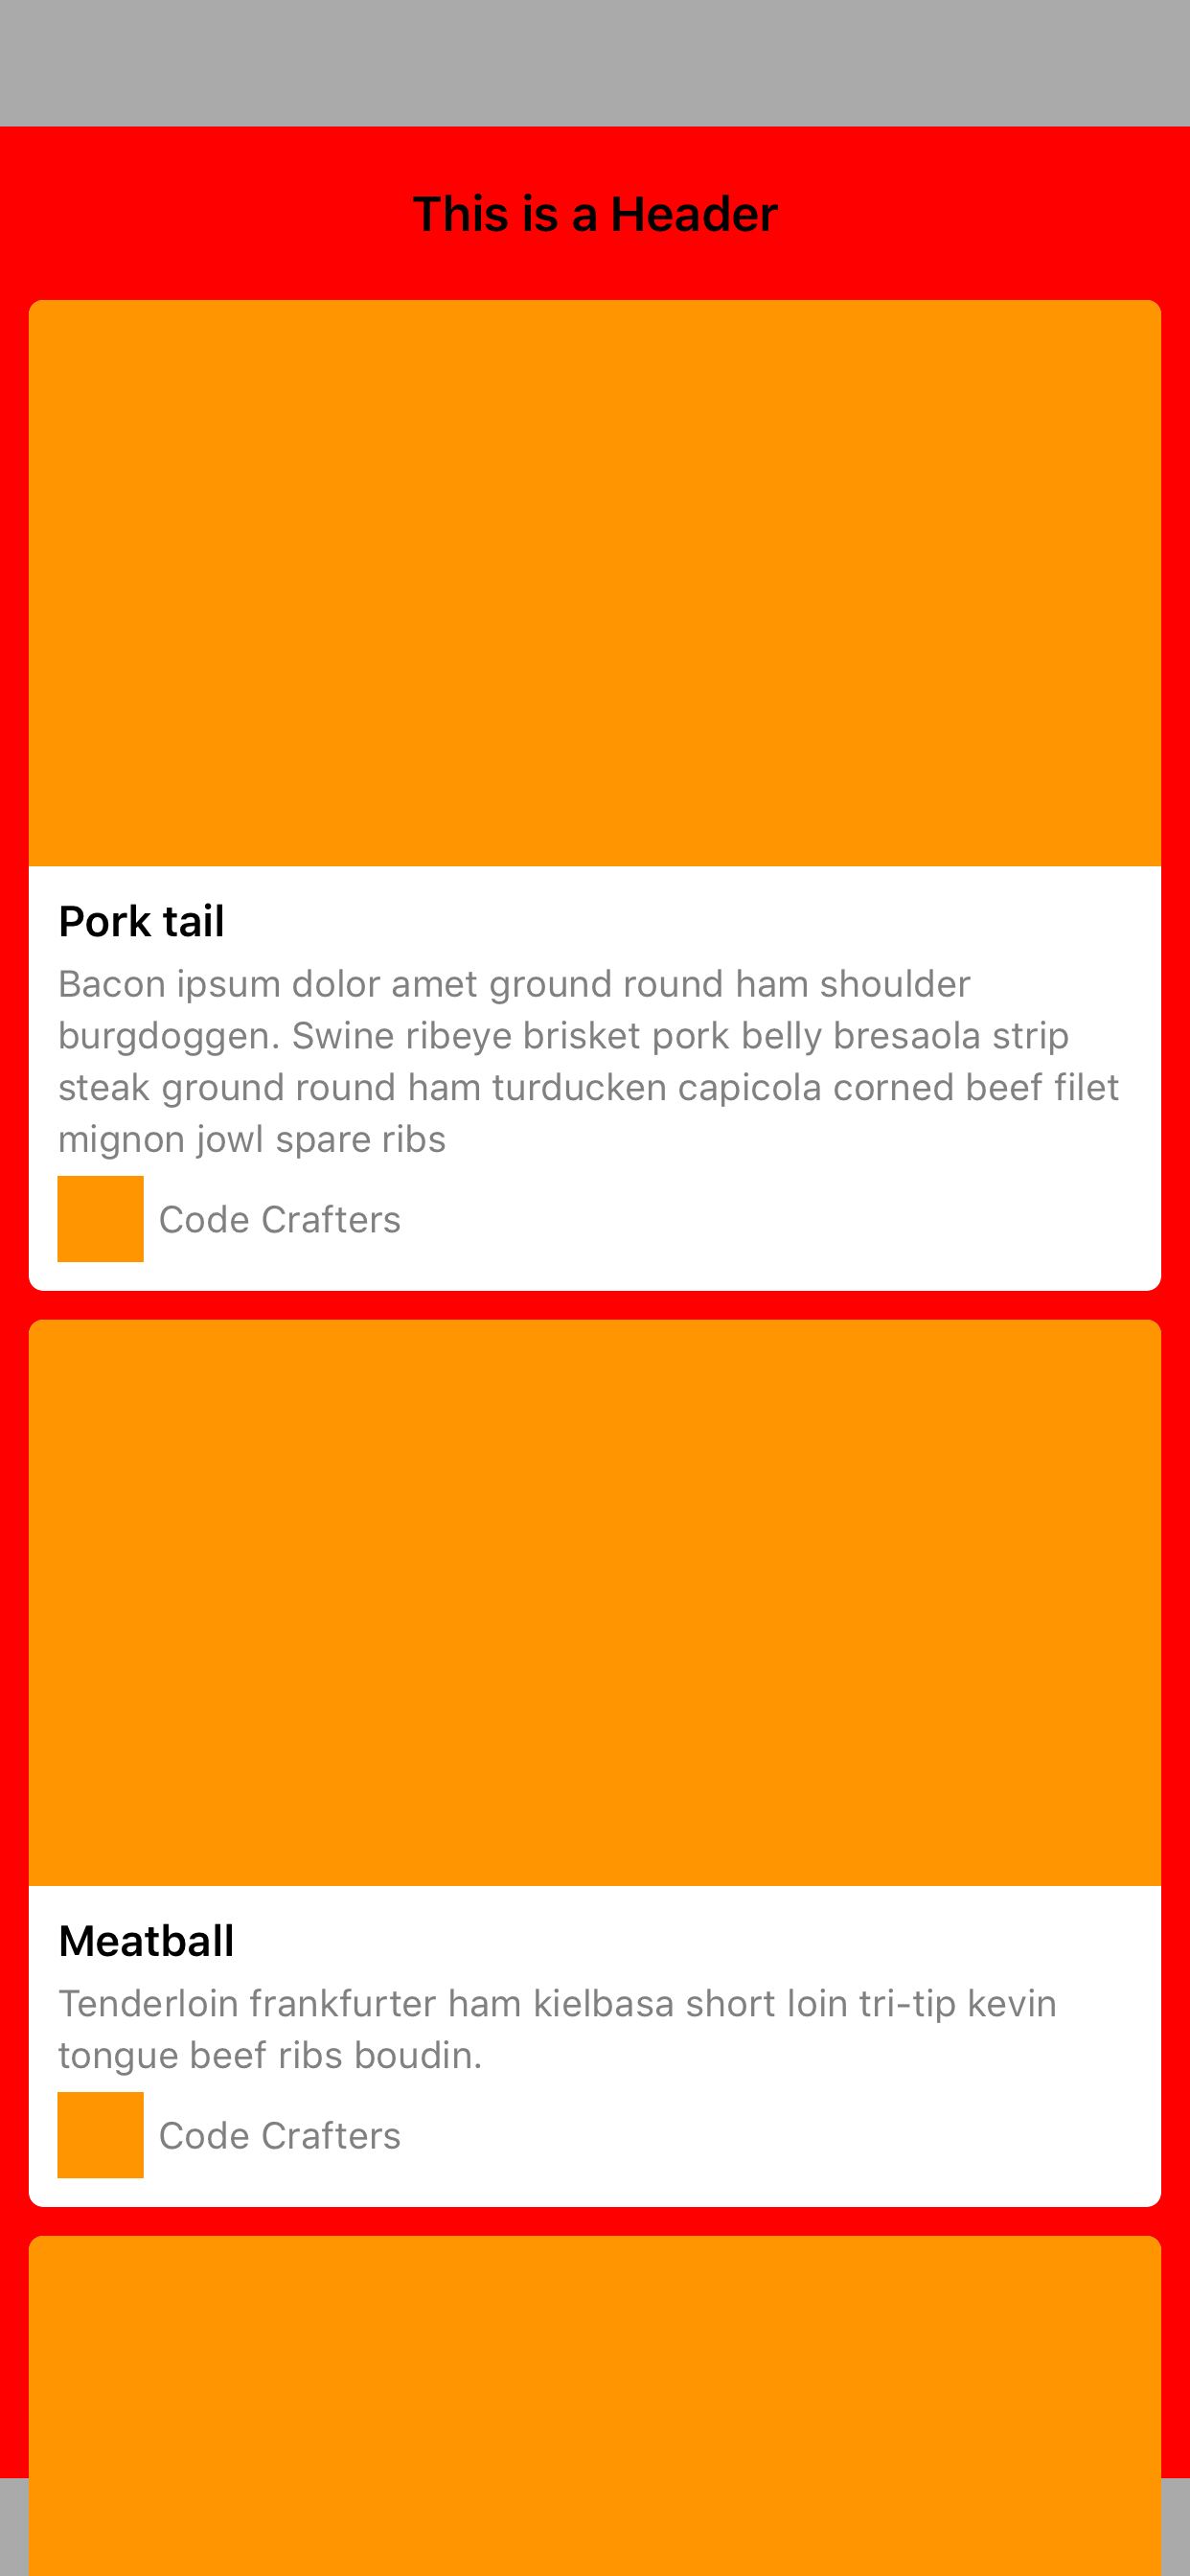 This is a Header
Pork tail
Bacon ipsum dolor amet ground round ham shoulder
burgdoggen. Swine ribeye brisket pork belly bresaola strip
steak ground round ham turducken capicola corned beef filet
mignon jowl spare ribs
Code Crafters
Meatball
Tenderloin frankfurter ham kielbasa short loin tri-tip kevin
tongue beef ribs boudin.
Code Crafters